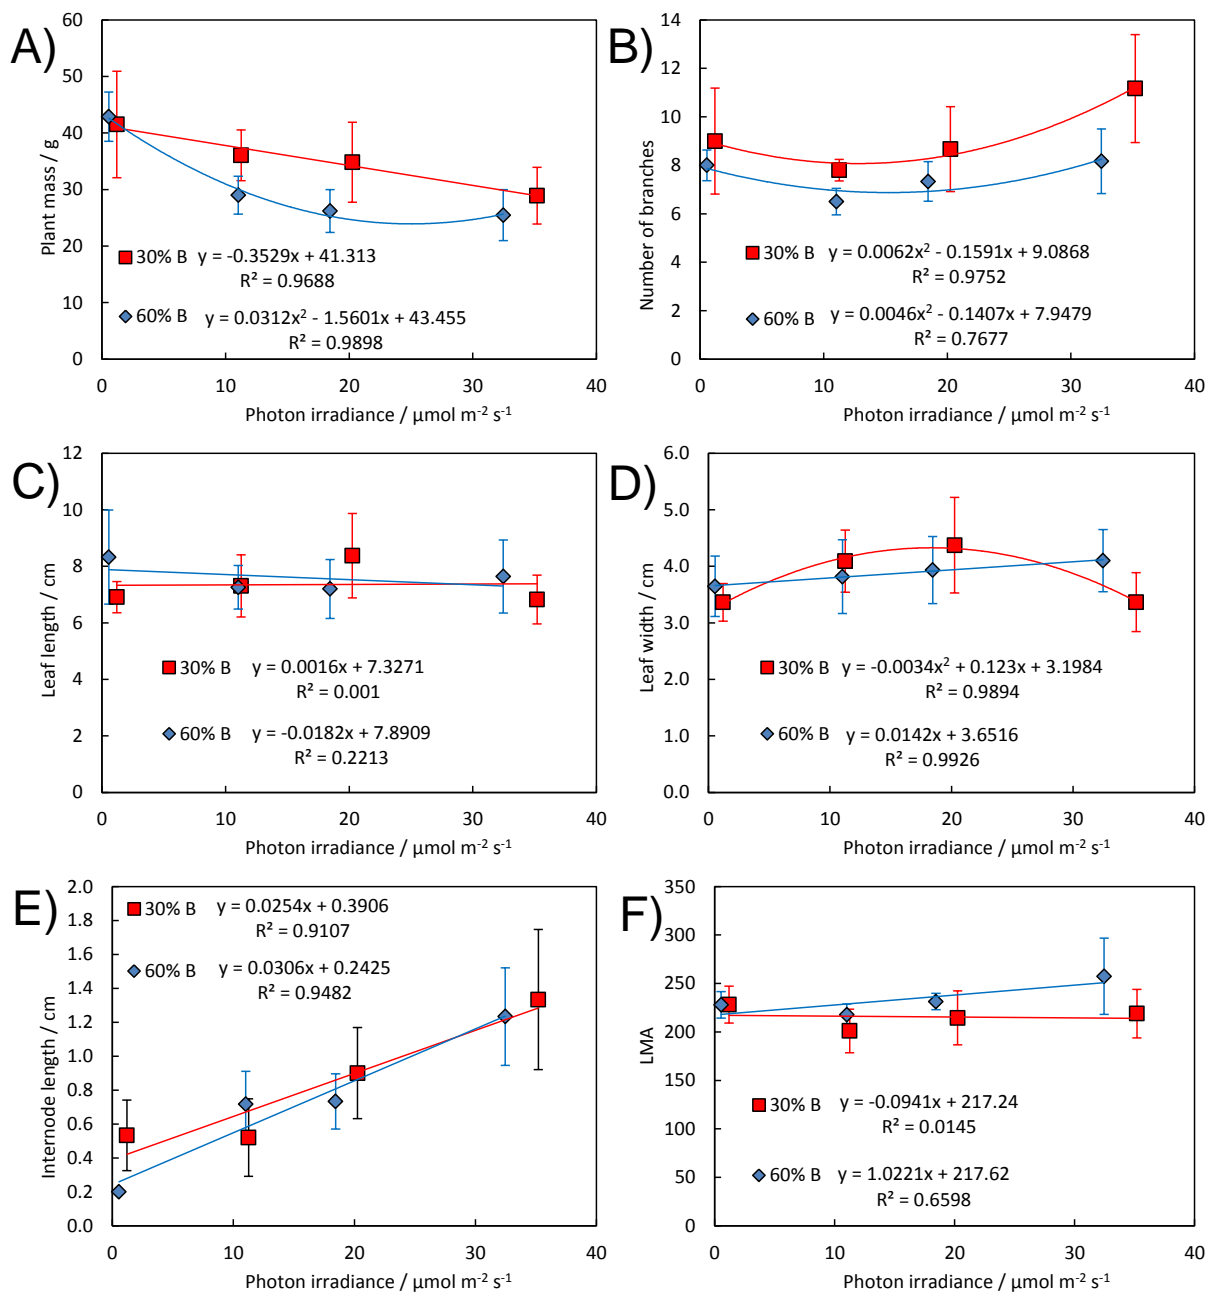 A)
60
50
40
30
20
10
0
Plant mass / g
30% B y = -0.3529x + 41.313
R² = 0.9688
60% B y = 0.0312x² - 1.5601x + 43.455
R² = 0.9898
0 10 20 30 40
Photon irradiance / µmol m⁻² s⁻¹
B)
14
12
10
8
6
4
2
0
Number of branches
30% B y = 0.0062x² - 0.1591x + 9.0868
R² = 0.9752
60% B y = 0.0046x² - 0.1407x + 7.9479
R² = 0.7677
0 10 20 30 40
Photon irradiance / µmol m⁻² s⁻¹
C)
12
10
8
6
4
2
0
Leaf length / cm
30% B y = 0.0016x + 7.3271
R² = 0.001
60% B y = -0.0182x + 7.8909
R² = 0.2213
0 10 20 30 40
Photon irradiance / µmol m⁻² s⁻¹
D)
6.0
5.0
4.0
3.0
2.0
1.0
0.0
Leaf width / cm
30% B y = -0.0034x² + 0.123x + 3.1984
R² = 0.9894
60% B y = 0.0142x + 3.6516
R² = 0.9926
0 10 20 30 40
Photon irradiance / µmol m⁻² s⁻¹
E)
2.0
1.8
1.6
1.4
1.2
1.0
0.8
0.6
0.4
0.2
0.0
Internode length / cm
30% B y = 0.0254x + 0.3906
R² = 0.9107
60% B y = 0.0306x + 0.2425
R² = 0.9482
0 10 20 30 40
Photon irradiance / µmol m⁻² s⁻¹
F)
350
300
250
200
150
100
50
0
LMA
30% B y = -0.0941x + 217.24
R² = 0.0145
60% B y = 1.0221x + 217.62
R² = 0.6598
0 10 20 30 40
Photon irradiance / µmol m⁻² s⁻¹